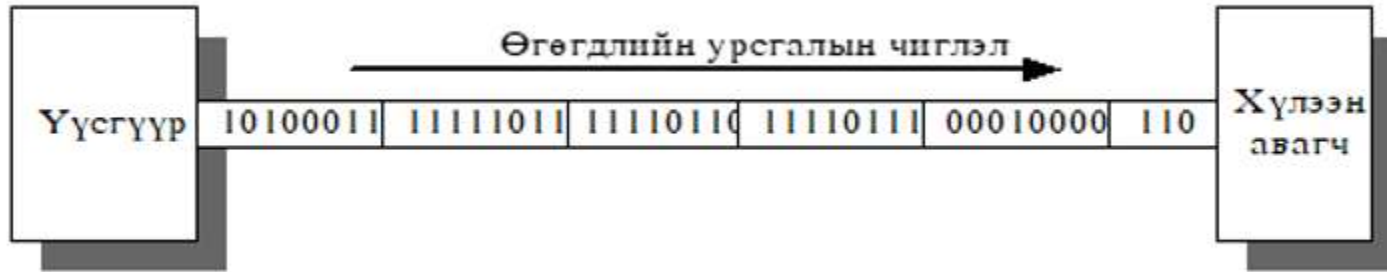 Өгөгдлийн урсгалын чиглэл
Үүсгүүр 10100011 11111011 11110110 11110111 00010000 110 Хүлээн
авагч